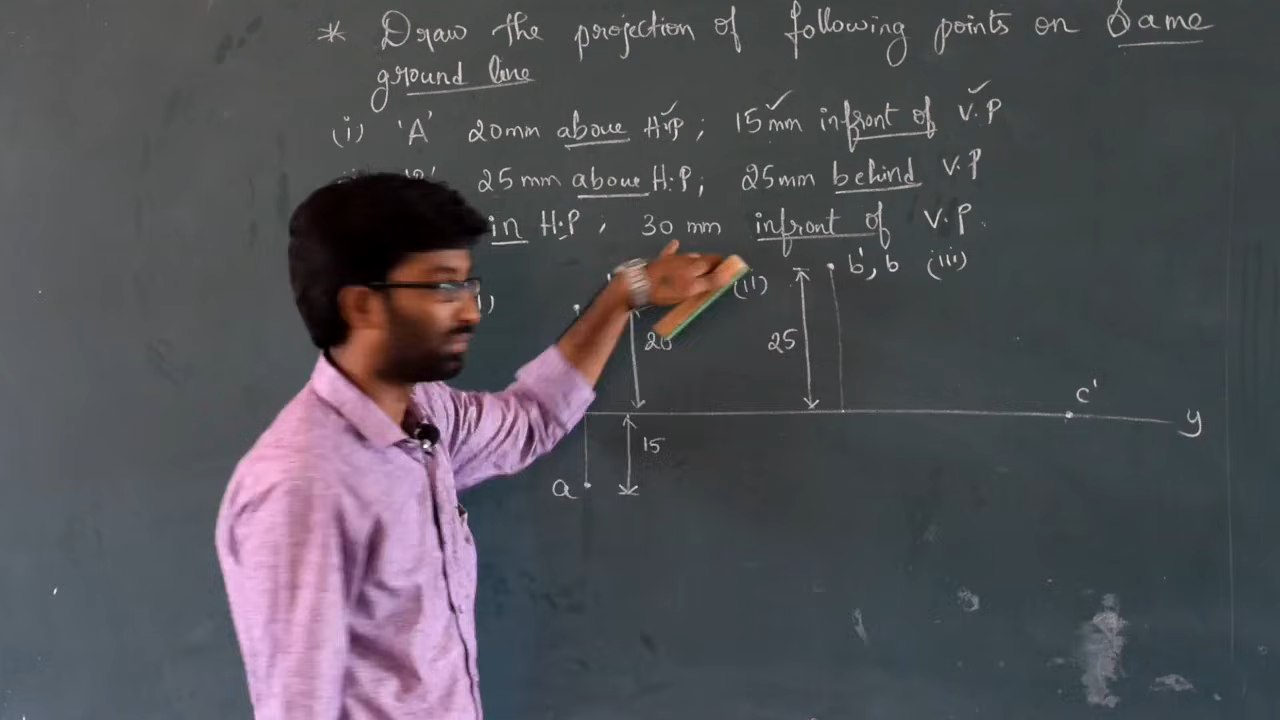 * Draw the projection of following points on Same
ground line
(i) 'A' 20mm above H.P ; 15mm infront of V.P
25mm above H.P; 25mm behind V.P
in H.P ; 30 mm infront of V.P.
(ii) b', b (iii)
20 25
c'
y
15
a